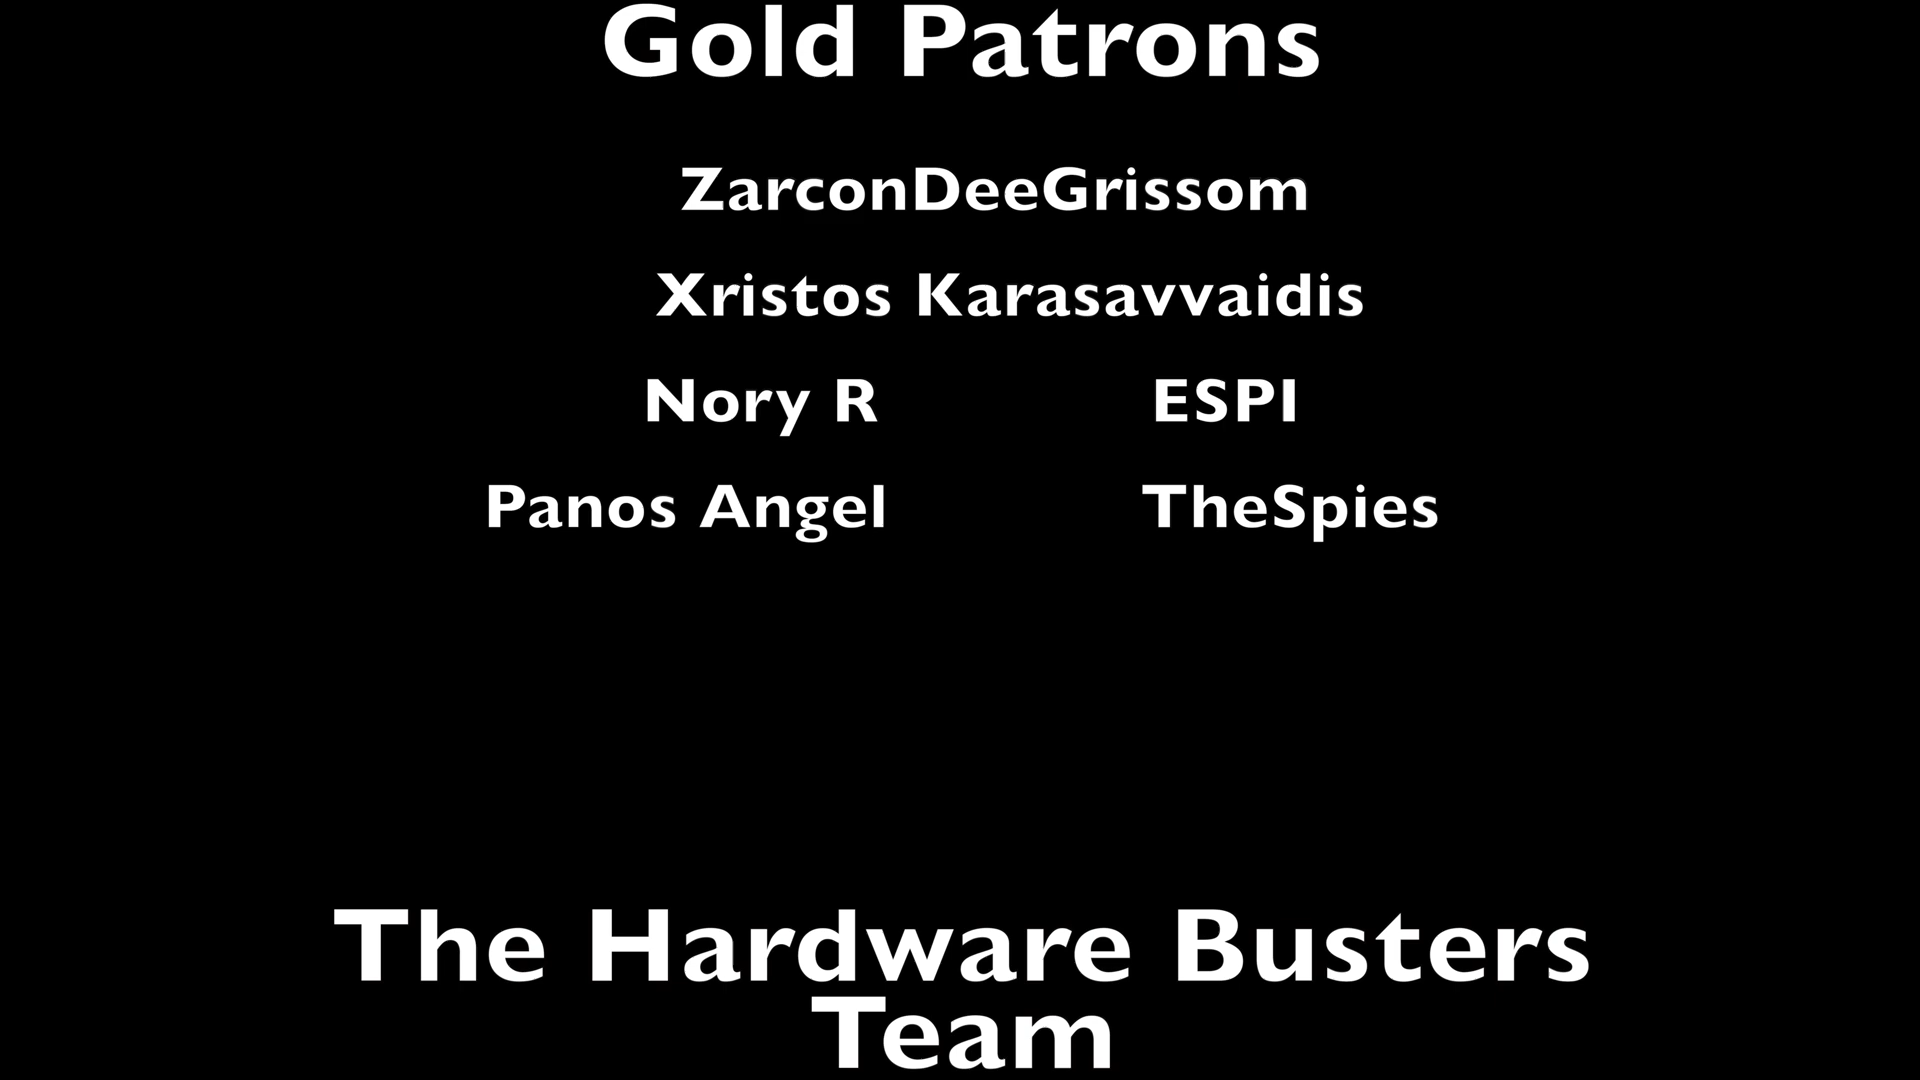 Gold Patrons
ZarconDeeGrissom
Xristos Karasavvaidis
Nory R ESPI
Panos Angel TheSpies
The Hardware Busters
Team